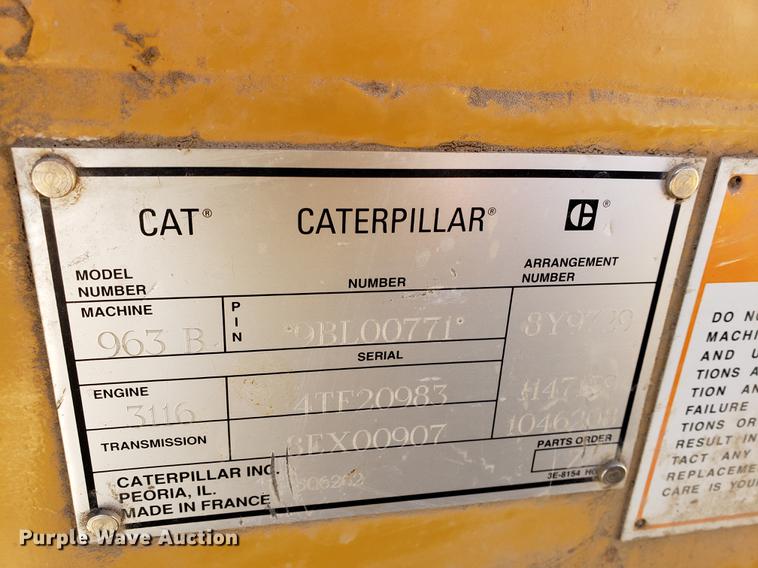 CAT® CATERPILLAR® ®
MODEL NUMBER NUMBER ARRANGEMENT NUMBER
MACHINE PIN
963 B *9BL00771*
SERIAL
ENGINE
3116 4TF20983
TRANSMISSION 8EX00907
PARTS ORDER
CATERPILLAR INC.
PEORIA, IL.
MADE IN FRANCE
3E-8154
DO
MACHI
AND U
TIONS A
TION AN
FAILURE
TIONS OR
RESULT IN
TACT ANY
REPLACEME
CARE IS YOU
Purple Wave Auction